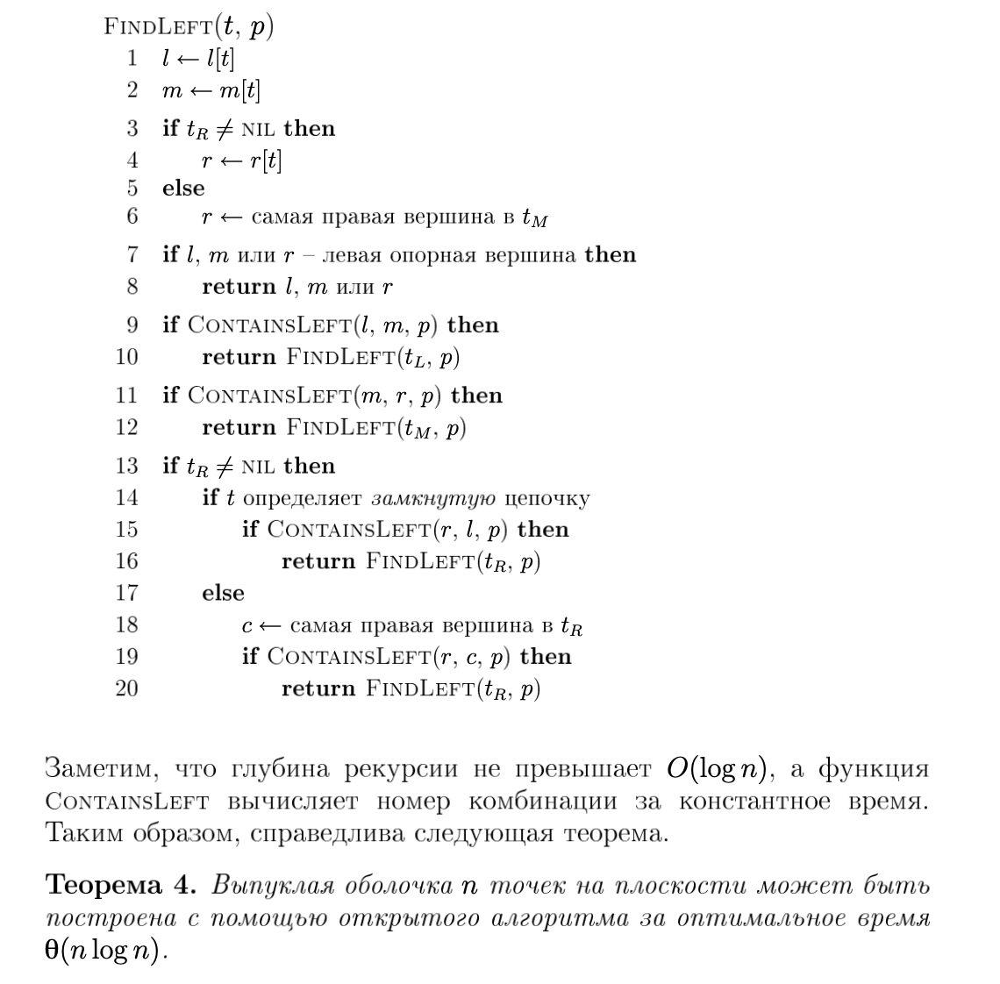 FINDLEFT(t, p)
1 l ← l[t]
2 m ← m[t]
3 if t_R ≠ NIL then
4 r ← r[t]
5 else
6 r ← самая правая вершина в t_M
7 if l, m или r – левая опорная вершина then
8 return l, m или r
9 if CONTAINSLEFT(l, m, p) then
10 return FINDLEFT(t_L, p)
11 if CONTAINSLEFT(m, r, p) then
12 return FINDLEFT(t_M, p)
13 if t_R ≠ NIL then
14 if t определяет замкнутую цепочку
15 if CONTAINSLEFT(r, l, p) then
16 return FINDLEFT(t_R, p)
17 else
18 c ← самая правая вершина в t_R
19 if CONTAINSLEFT(r, c, p) then
20 return FINDLEFT(t_R, p)
Заметим, что глубина рекурсии не превышает O(log n), а функция
CONTAINSLEFT вычисляет номер комбинации за константное время.
Таким образом, справедлива следующая теорема.
Теорема 4. Выпуклая оболочка n точек на плоскости может быть
построена с помощью открытого алгоритма за оптимальное время
θ(n log n).